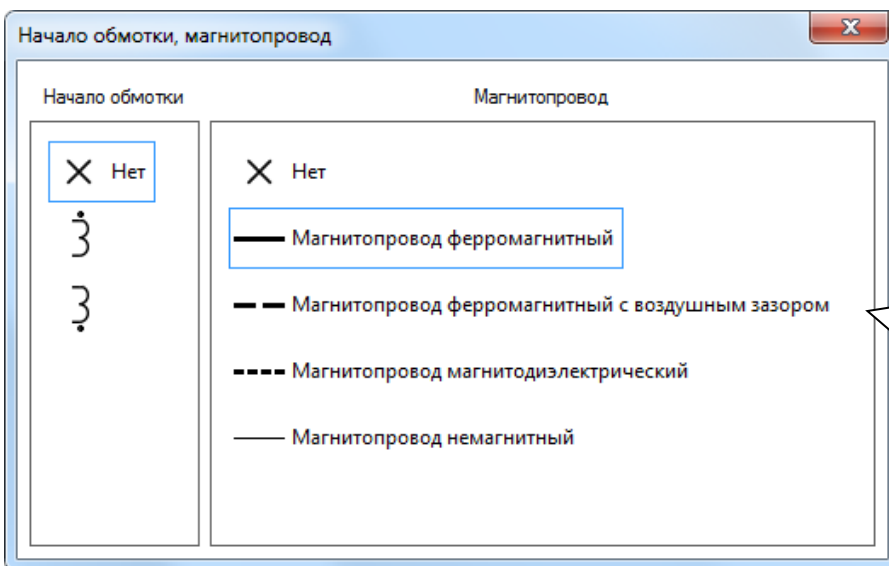 Начало обмотки, магнитопровод
Начало обмотки
Магнитопровод
Нет
Нет
Магнитопровод ферромагнитный
Магнитопровод ферромагнитный с воздушным зазором
Магнитопровод магнитодиэлектрический
Магнитопровод немагнитный